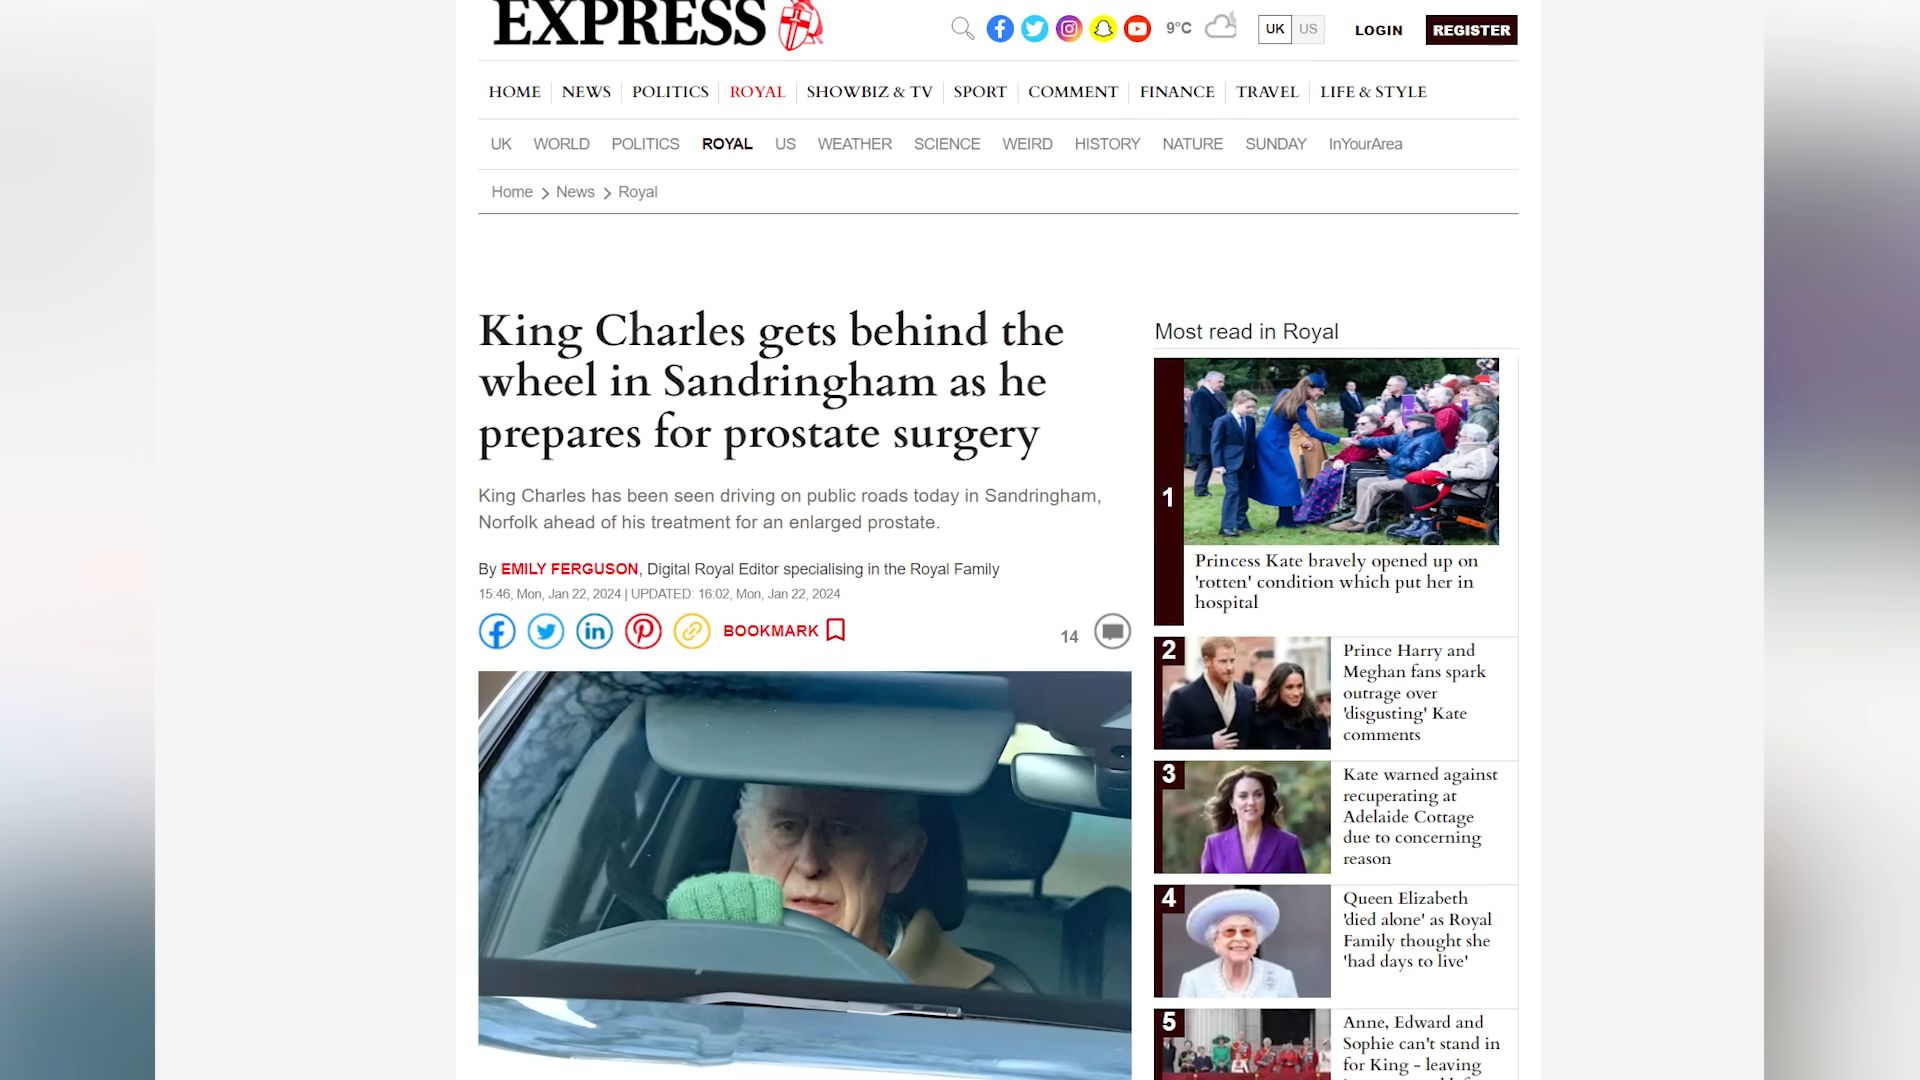 EXPRESS
9°C
UK US
LOGIN
REGISTER
HOME NEWS POLITICS ROYAL SHOWBIZ & TV SPORT COMMENT FINANCE TRAVEL LIFE & STYLE
UK WORLD POLITICS ROYAL US WEATHER SCIENCE WEIRD HISTORY NATURE SUNDAY InYourArea
Home > News > Royal
King Charles gets behind the
wheel in Sandringham as he
prepares for prostate surgery
King Charles has been seen driving on public roads today in Sandringham,
Norfolk ahead of his treatment for an enlarged prostate.
By EMILY FERGUSON, Digital Royal Editor specialising in the Royal Family
15:46, Mon, Jan 22, 2024 | UPDATED: 16:02, Mon, Jan 22, 2024
BOOKMARK
14
Most read in Royal
1
Princess Kate bravely opened up on
'rotten' condition which put her in
hospital
2
Prince Harry and
Meghan fans spark
outrage over
'disgusting' Kate
comments
3
Kate warned against
recuperating at
Adelaide Cottage
due to concerning
reason
4
Queen Elizabeth
'died alone' as Royal
Family thought she
'had days to live'
5
Anne, Edward and
Sophie can't stand in
for King - leaving